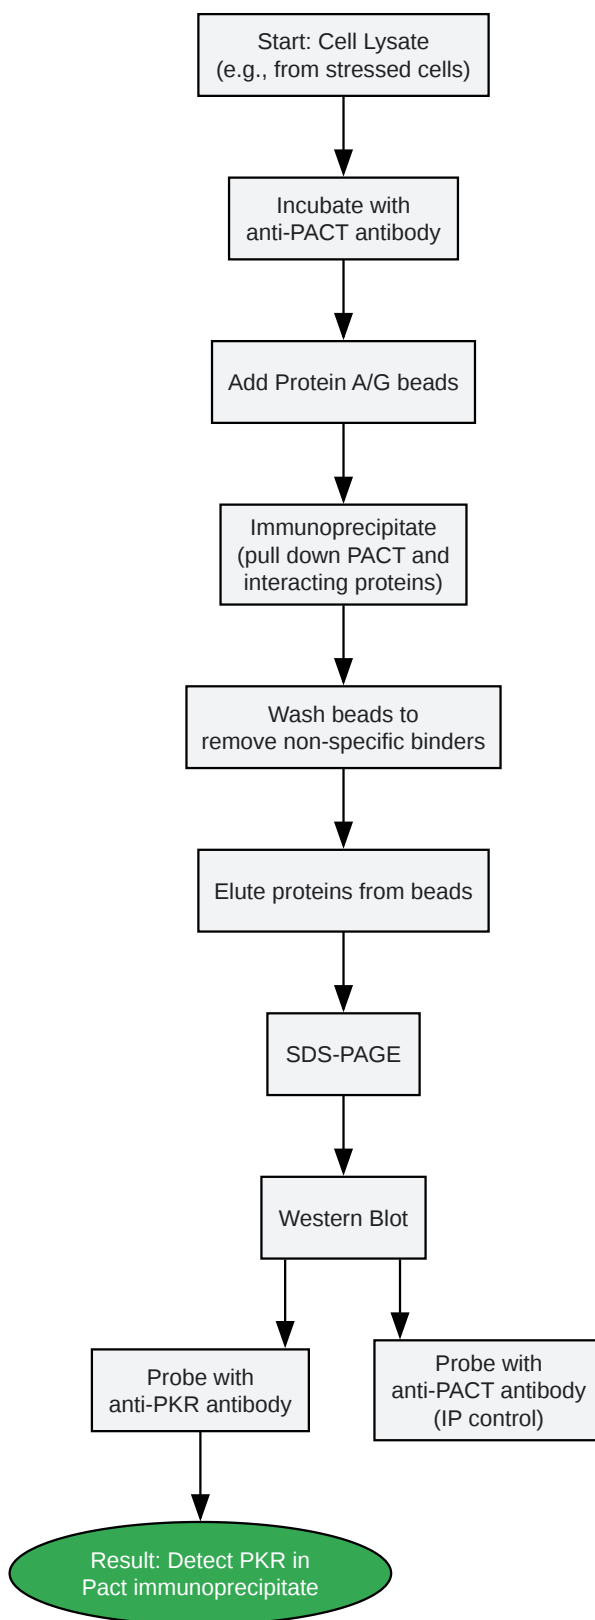 Start: Cell Lysate
(e.g., from stressed cells)
Incubate with
anti-PACT antibody
Add Protein A/G beads
Immunoprecipitate
(pull down PACT and
interacting proteins)
Wash beads to
remove non-specific binders
Elute proteins from beads
SDS-PAGE
Western Blot
Probe with
anti-PKR antibody
Probe with
anti-PACT antibody
(IP control)
Result: Detect PKR in
Pact immunoprecipitate